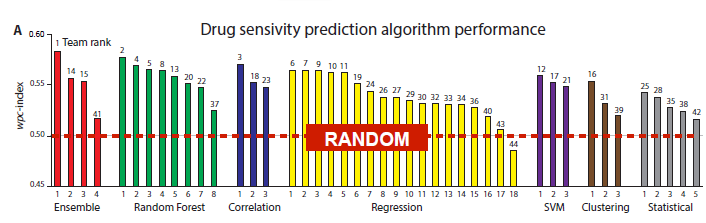 A
Drug sensivity prediction algorithm performance
wpc-index
0.60
0.55
0.50
0.45
1 Team rank
14 15 41
2 4 5 8 13 20 22 37
3 18 23
6 7 9 10 11 19 24 26 27 29 30 32 33 34 36 40 43 44
12 17 21
16 31 39
25 28 35 38 42
RANDOM
1 2 3 4
1 2 3 4 5 6 7 8
1 2 3
1 2 3 4 5 6 7 8 9 10 11 12 13 14 15 16 17 18
1 2 3
1 2 3
1 2 3 4 5
Ensemble
Random Forest
Correlation
Regression
SVM
Clustering
Statistical